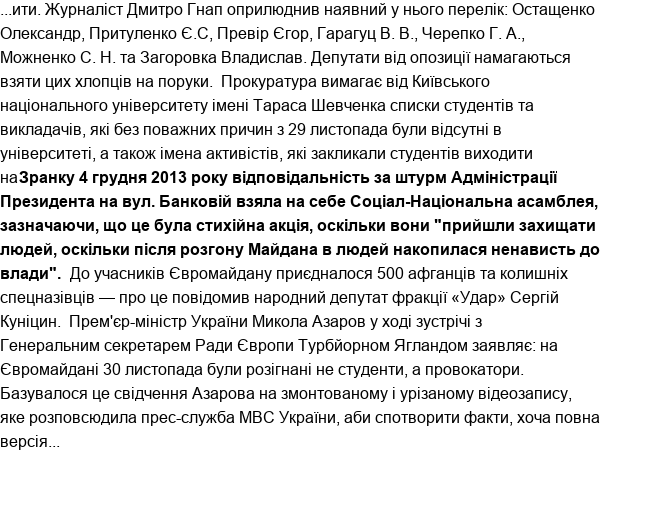 ...ити. Журналіст Дмитро Гнап оприлюднив наявний у нього перелік: Остащенко
Олександр, Притуленко Є.С, Превір Єгор, Гарагуц В. В., Черепко Г. А.,
Можненко С. Н. та Загоровка Владислав. Депутати від опозиції намагаються
взяти цих хлопців на поруки.  Прокуратура вимагає від Київського
національного університету імені Тараса Шевченка списки студентів та
викладачів, які без поважних причин з 29 листопада були відсутні в
університеті, а також імена активістів, які закликали студентів виходити
наЗранку 4 грудня 2013 року відповідальність за штурм Адміністрації
Президента на вул. Банковій взяла на себе Соціал-Національна асамблея,
зазначаючи, що це була стихійна акція, оскільки вони "прийшли захищати
людей, оскільки після розгону Майдана в людей накопилася ненависть до
влади".  До учасників Євромайдану приєдналося 500 афганців та колишніх
спецназівців — про це повідомив народний депутат фракції «Удар» Сергій
Куніцин.  Прем'єр-міністр України Микола Азаров у ході зустрічі з
Генеральним секретарем Ради Європи Турбйорном Ягландом заявляє: на
Євромайдані 30 листопада були розігнані не студенти, а провокатори.
Базувалося це свідчення Азарова на змонтованому і урізаному відеозапису,
яке розповсюдила прес-служба МВС України, аби спотворити факти, хоча повна
версія...